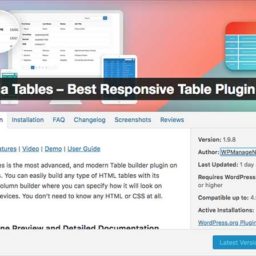 a Tables – Best Responsive Table Plugin
Installation FAQ Changelog Screenshots Reviews
eatures | Video | Demo | User Guide
es is the most advanced, and modern Table builder plugin on
s. You can easily build any type of HTML tables with its
olumn builder where you can specify how it will look on
devices. You don't need to know any HTML or CSS at all.
ne Preview and Detailed Documentation
Version: 1.9.8
Author: WPManageN
Last Updated: 1 day
Requires WordPress
or higher
Compatible up to: 4.
Active Installations:
WordPress.org Plugin
Latest Versi